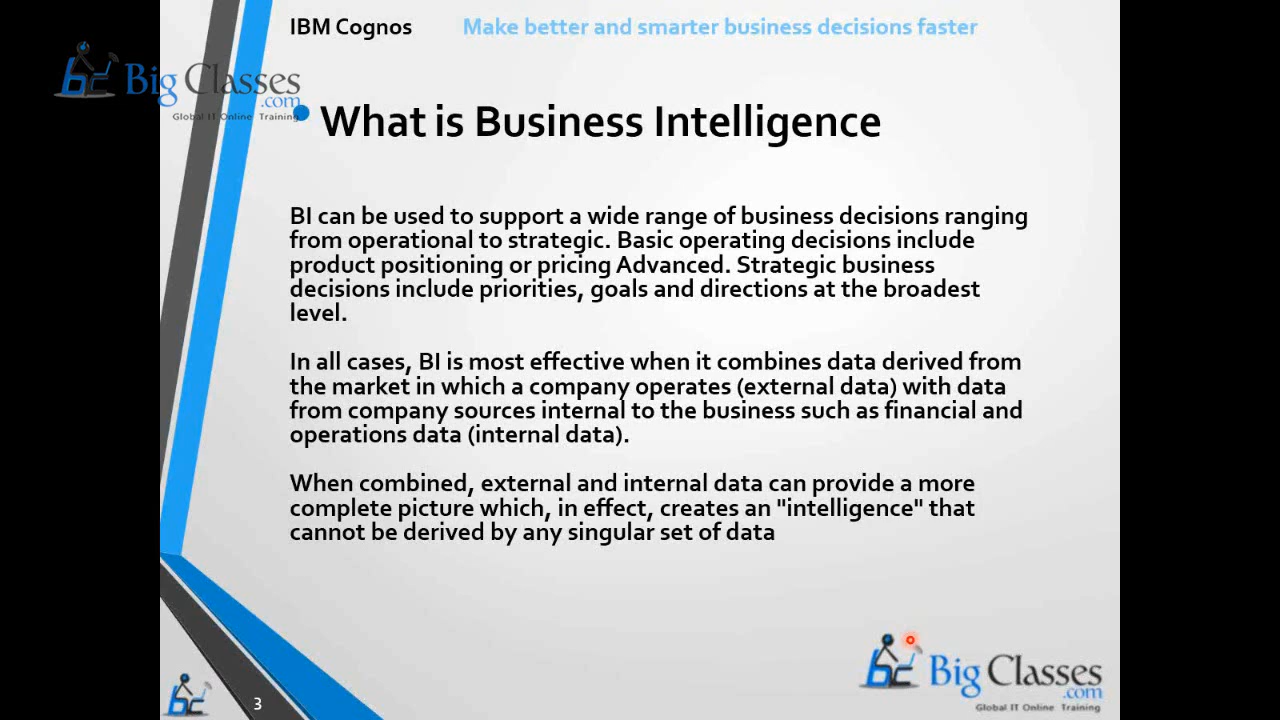 IBM Cognos Make better and smarter business decisions faster
Big Classes
.com
Global IT Online Training
• What is Business Intelligence
BI can be used to support a wide range of business decisions ranging
from operational to strategic. Basic operating decisions include
product positioning or pricing Advanced. Strategic business
decisions include priorities, goals and directions at the broadest
level.
In all cases, BI is most effective when it combines data derived from
the market in which a company operates (external data) with data
from company sources internal to the business such as financial and
operations data (internal data).
When combined, external and internal data can provide a more
complete picture which, in effect, creates an "intelligence" that
cannot be derived by any singular set of data
Big Classes
.com
Global IT Online Training
3